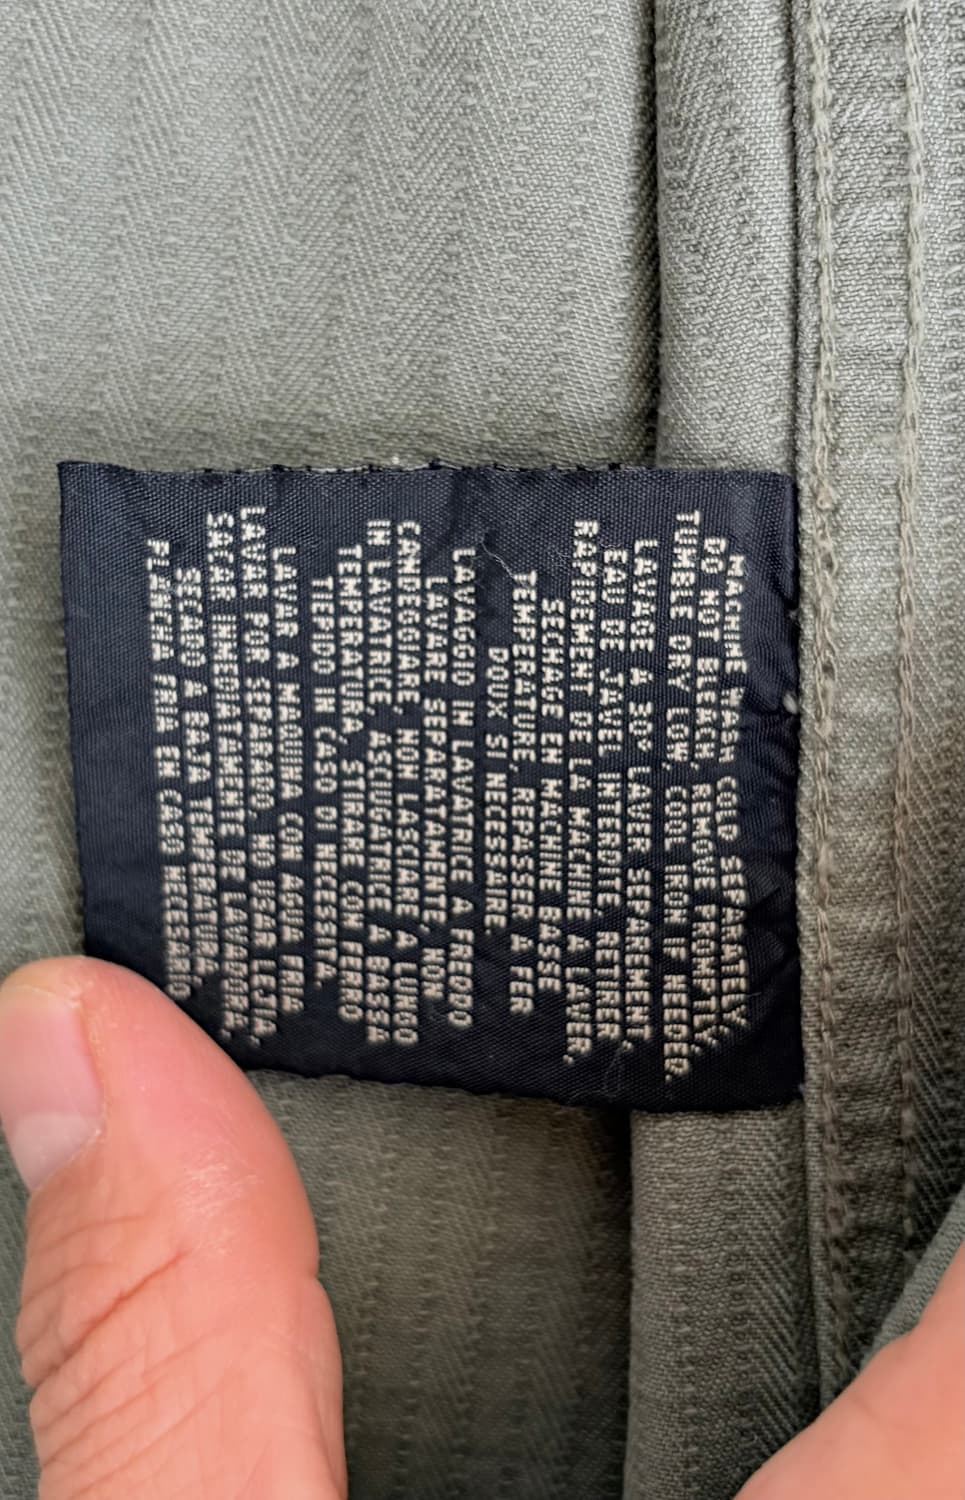 MACHINE WASH COLD SEPARATELY,
DO NOT BLEACH, REMOVE PROMPTLY,
TUMBLE DRY LOW, COOL IRON IF NEEDED.
LAVAGE A 30° LAVER SEPAREMENT,
EAU DE JAVEL INTERDITE, RETIRER
RAPIDEMENT DE LA MACHINE A LAVER,
SECHAGE EN MACHINE BASSE
TEMPERATURE, REPASSER A FER
DOUX SI NECESSAIRE
LAVAGGIO IN LAVATRICE A FREDDO
LAVARE SEPARATAMENTE, NON
CANDEGGIARE, NON LASCIARE A LUNGO
IN LAVATRICE, ASCIUGATRICE A BASSA
TEMPERATURA, STIRARE CON FERRO
TIEPIDO IN CASO DI NECESSITA.
LAVAR A MAQUINA CON AGUA FRIA
LAVAR POR SEPARADO, NO USAR LEJIA,
SACAR INMEDIATAMENTE DE LAVADORA,
SECADO A BAJA TEMPERATURA,
PLANCHA FRIA EN CASO NECESSARIO